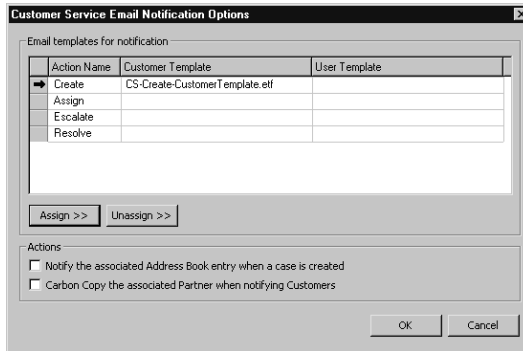 Customer Service Email Notification Options
Email templates for notification
Action Name Customer Template User Template
Create CS-Create-CustomerTemplate.etf
Assign
Escalate
Resolve
Assign >> Unassign >>
Actions
Notify the associated Address Book entry when a case is created
Carbon Copy the associated Partner when notifying Customers
OK Cancel